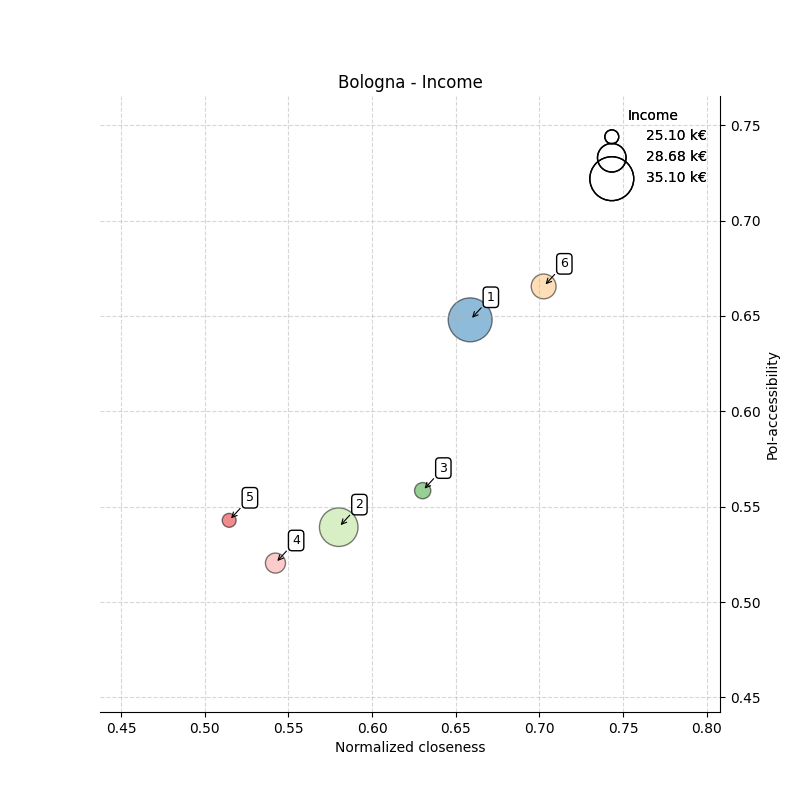 Bologna - Income
Income
25.10 k€
28.68 k€
35.10 k€
6
1
3
5
2
4
0.75
0.70
0.65
0.60
0.55
0.50
0.45
PoI-accessibility
0.45 0.50 0.55 0.60 0.65 0.70 0.75 0.80
Normalized closeness